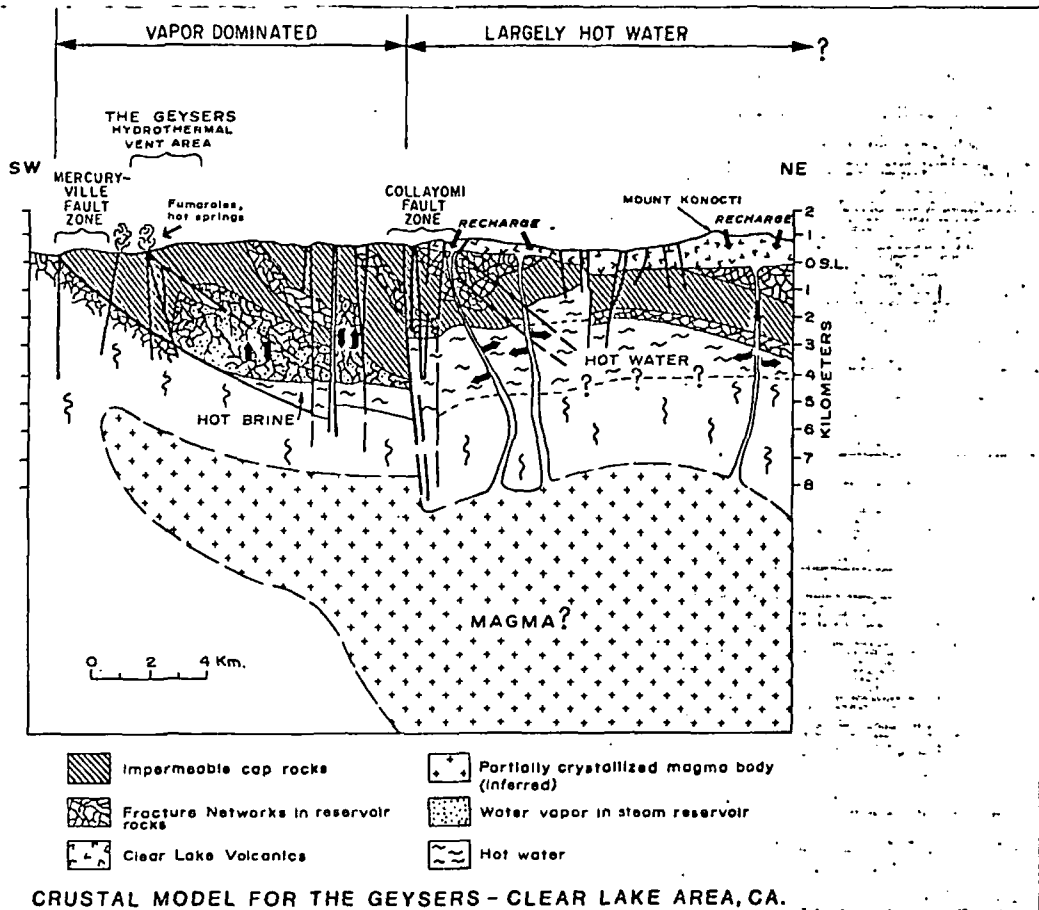 VAPOR DOMINATED
LARGELY HOT WATER
?
THE GEYSERS
HYDROTHERMAL
VENT AREA
SW
NE
MERCURY-
VILLE
FAULT
ZONE
Fumaroles,
hot springs
COLLAYOMI
FAULT
ZONE
RECHARGE
MOUNT KONOCTI
RECHARGE
2
1
0 S.L.
1
2
3
4
5
6
7
8
KILOMETERS
HOT WATER
? ? ?
HOT BRINE
MAGMA?
0 2 4 Km.
Impermeable cap rocks
Fracture Networks in reservoir
rocks
Clear Lake Volcanics
Partially crystallized magma body
(inferred)
Water vapor in steam reservoir
Hot water
CRUSTAL MODEL FOR THE GEYSERS - CLEAR LAKE AREA, CA.